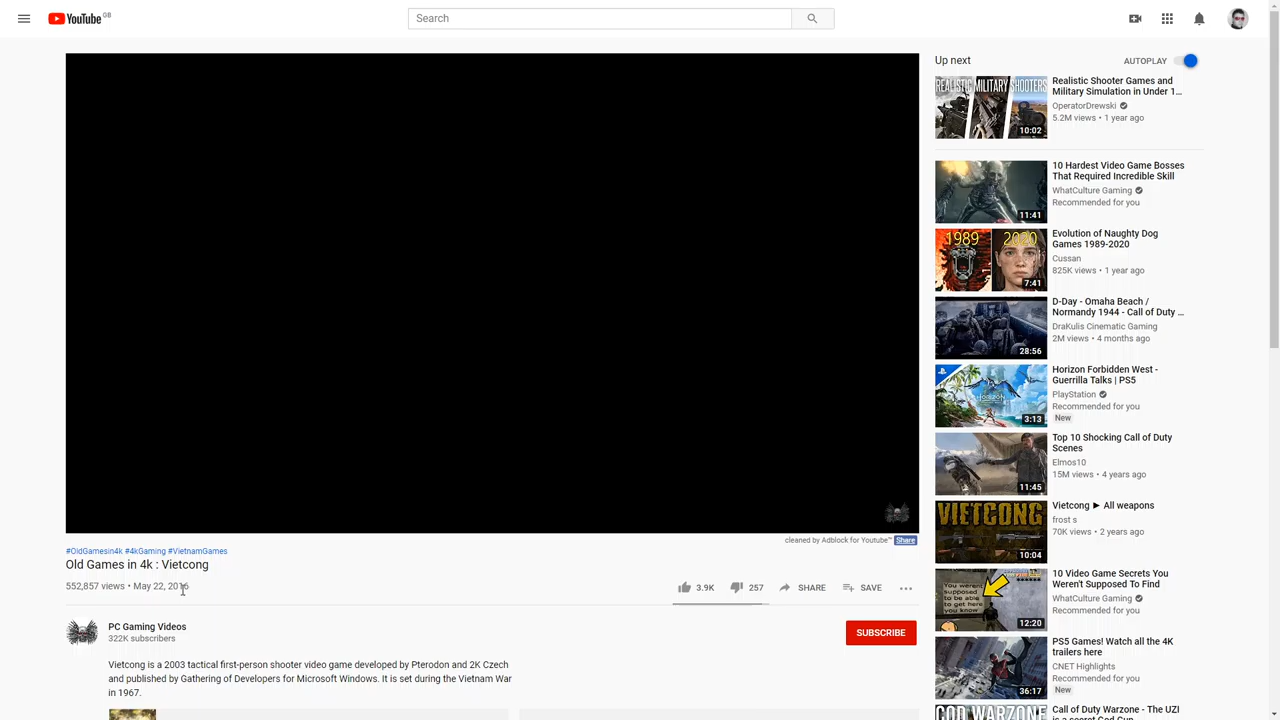 YouTube GB
Search
Up next
AUTOPLAY
REALISTIC MILITARY SHOOTERS
10:02
Realistic Shooter Games and
Military Simulation in Under 1...
OperatorDrewski
5.2M views • 1 year ago
11:41
10 Hardest Video Game Bosses
That Required Incredible Skill
WhatCulture Gaming
Recommended for you
1989 2020
7:41
Evolution of Naughty Dog
Games 1989-2020
Cussan
825K views • 1 year ago
28:56
D-Day - Omaha Beach /
Normandy 1944 - Call of Duty ...
DraKulis Cinematic Gaming
2M views • 4 months ago
3:13
Horizon Forbidden West -
Guerrilla Talks | PS5
PlayStation
Recommended for you
New
11:45
Top 10 Shocking Call of Duty
Scenes
Elmos10
15M views • 4 years ago
VIETCONG
10:04
Vietcong ► All weapons
frost s
70K views • 2 years ago
You weren't
supposed
to be able
to get here
you know
12:20
10 Video Game Secrets You
Weren't Supposed To Find
WhatCulture Gaming
Recommended for you
36:17
PS5 Games! Watch all the 4K
trailers here
CNET Highlights
Recommended for you
New
GOD WARZONE
Call of Duty Warzone - The UZI
is a secret God Gun
cleaned by Adblock for Youtube™ Share
#OldGamesin4k #4kGaming #VietnamGames
Old Games in 4k : Vietcong
552,857 views • May 22, 2016
3.9K 257 SHARE SAVE
PC Gaming Videos
322K subscribers
SUBSCRIBE
Vietcong is a 2003 tactical first-person shooter video game developed by Pterodon and 2K Czech
and published by Gathering of Developers for Microsoft Windows. It is set during the Vietnam War
in 1967.